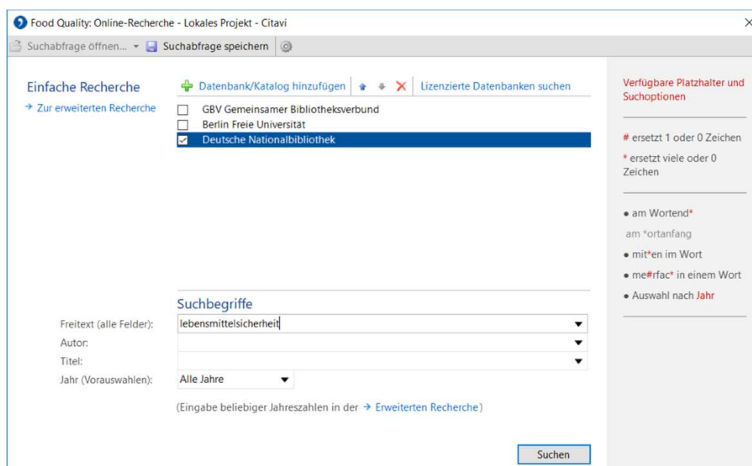 Food Quality: Online-Recherche - Lokales Projekt - Citavi
Suchabfrage öffnen... Suchabfrage speichern
Einfache Recherche
Zur erweiterten Recherche
Datenbank/Katalog hinzufügen Lizenzierte Datenbanken suchen
GBV Gemeinsamer Bibliotheksverbund
Berlin Freie Universität
Deutsche Nationalbibliothek
Suchbegriffe
Freitext (alle Felder): lebensmittelsicherheit
Autor:
Titel:
Jahr (Vorauswahlen): Alle Jahre
(Eingabe beliebiger Jahreszahlen in der → Erweiterten Recherche)
Suchen
Verfügbare Platzhalter und
Suchoptionen
# ersetzt 1 oder 0 Zeichen
* ersetzt viele oder 0
Zeichen
• am Wortend*
am *ortanfang
• mit*en im Wort
• me#rfac* in einem Wort
• Auswahl nach Jahr